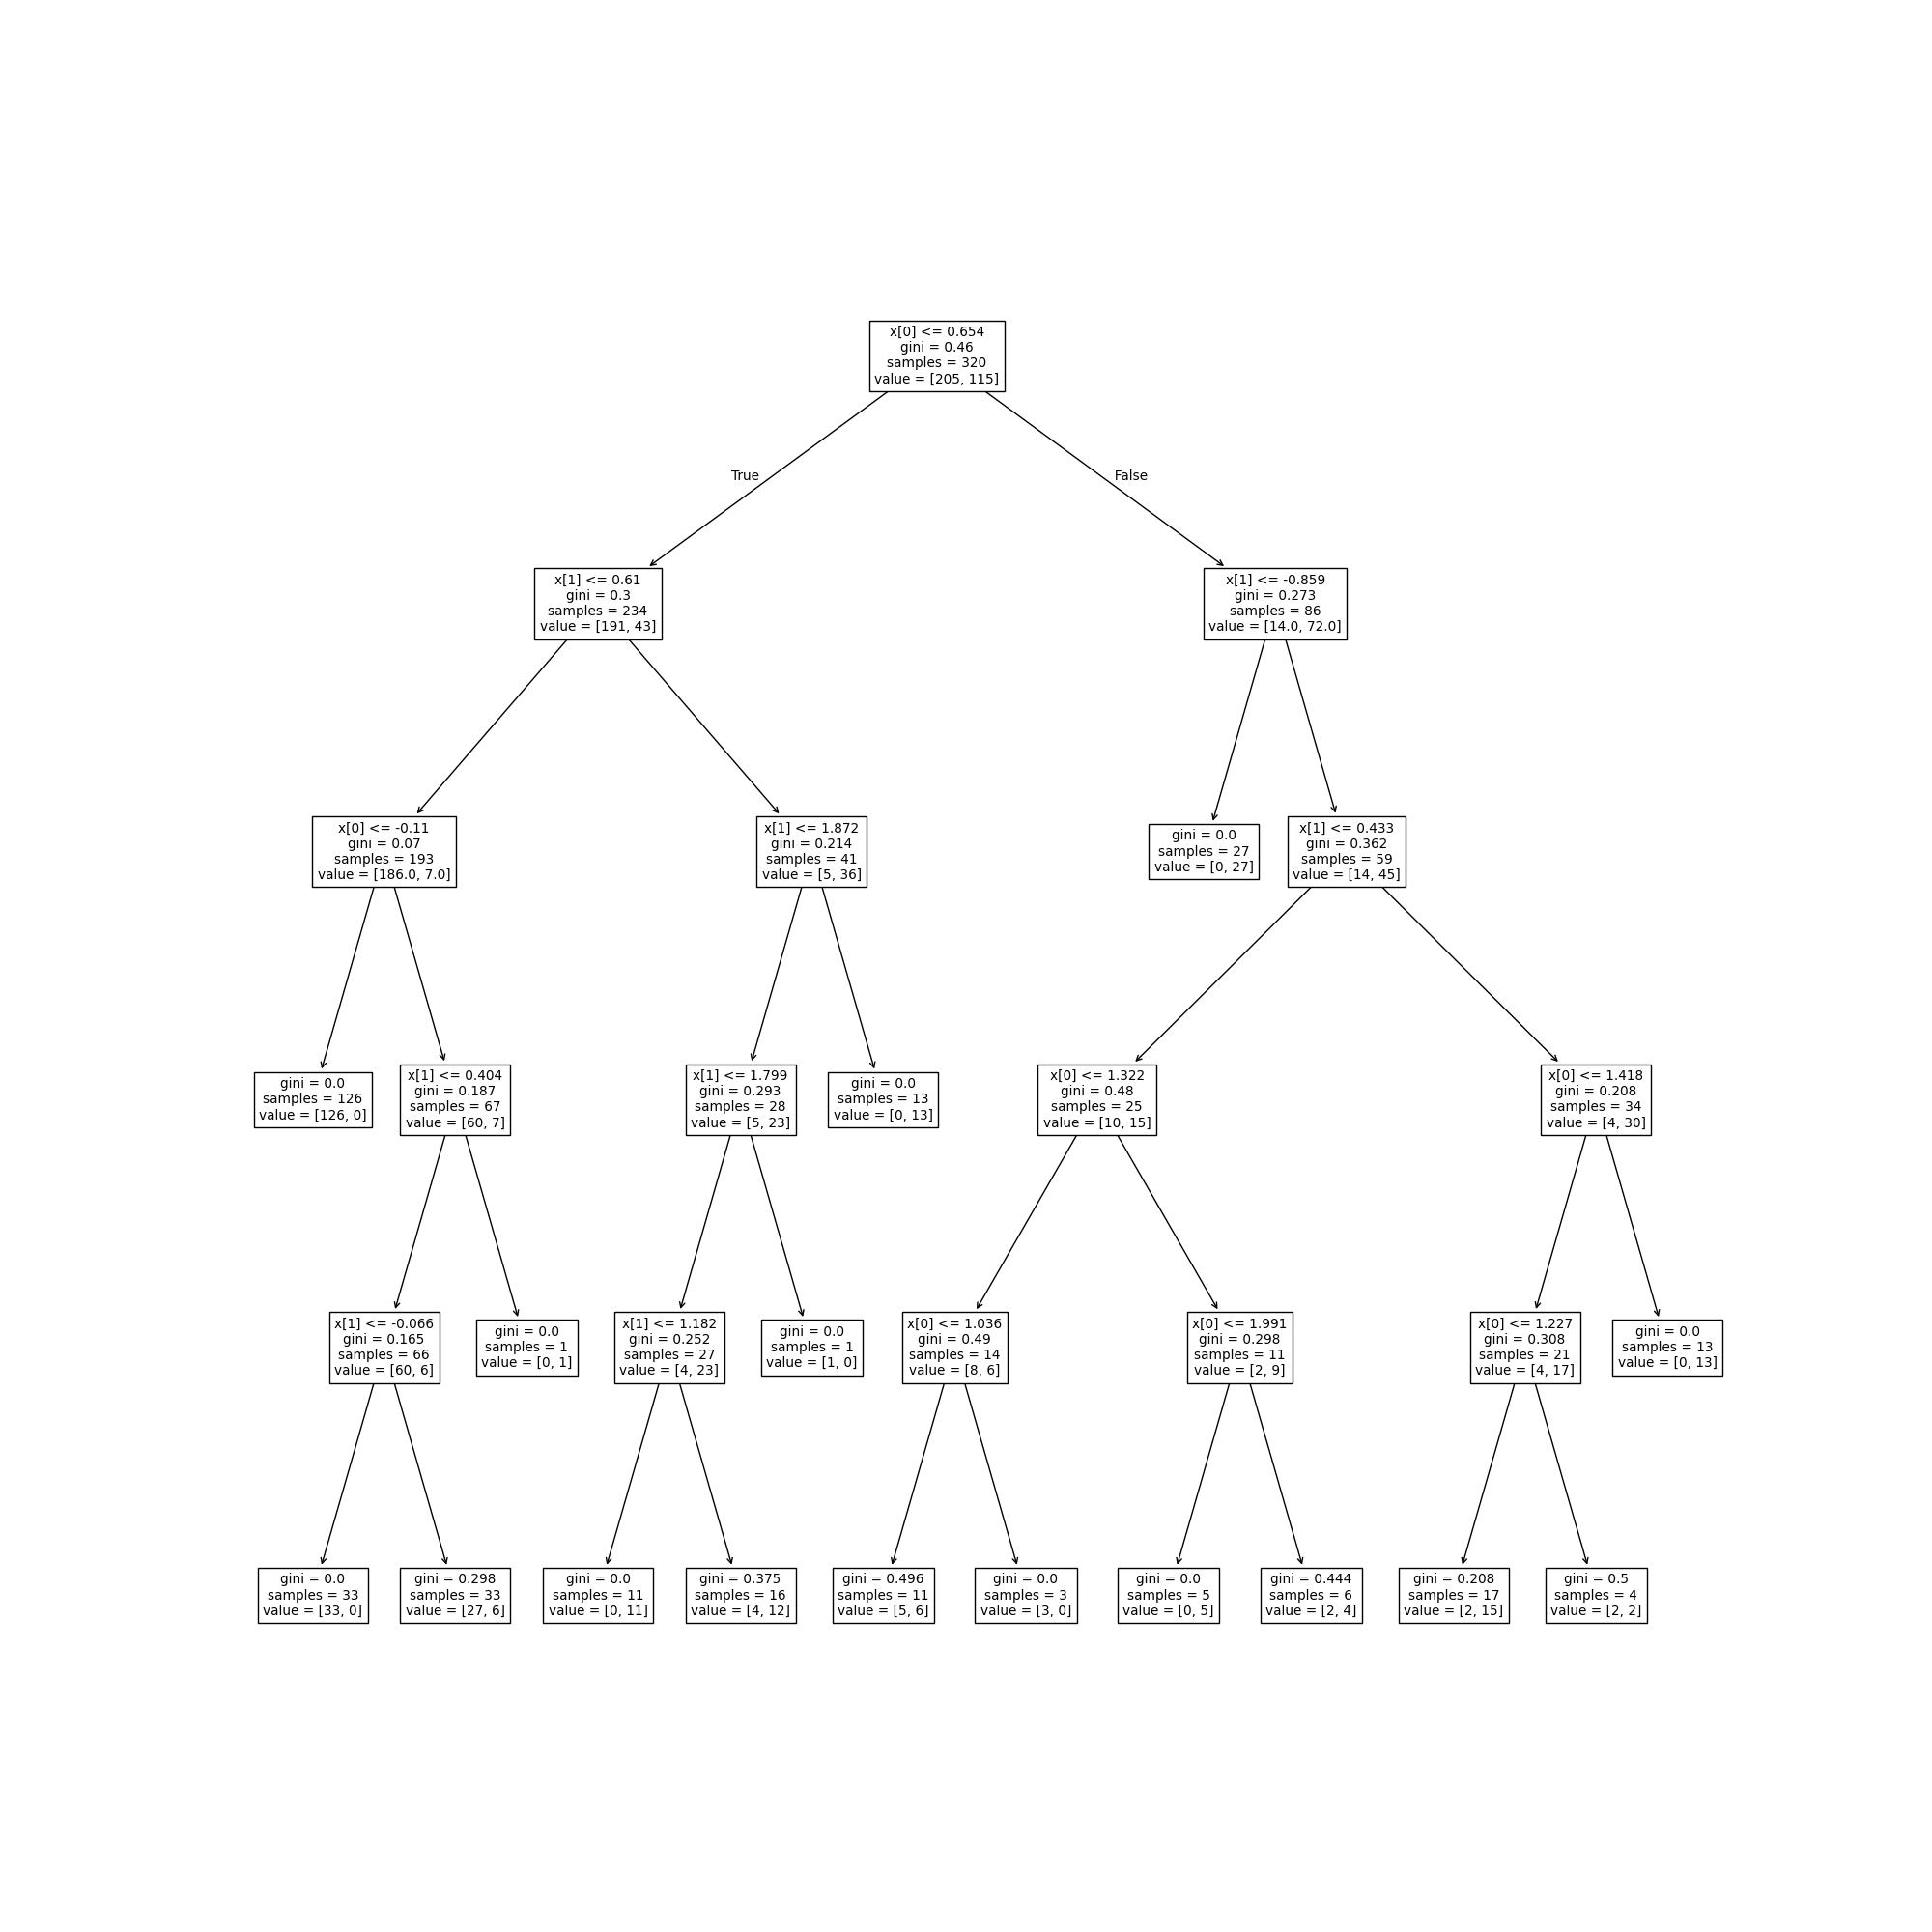 x[0] <= 0.654
gini = 0.46
samples = 320
value = [205, 115]
True
False
x[1] <= 0.61
gini = 0.3
samples = 234
value = [191, 43]
x[1] <= -0.859
gini = 0.273
samples = 86
value = [14.0, 72.0]
x[0] <= -0.11
gini = 0.07
samples = 193
value = [186.0, 7.0]
x[1] <= 1.872
gini = 0.214
samples = 41
value = [5, 36]
gini = 0.0
samples = 27
value = [0, 27]
x[1] <= 0.433
gini = 0.362
samples = 59
value = [14, 45]
gini = 0.0
samples = 126
value = [126, 0]
x[1] <= 0.404
gini = 0.187
samples = 67
value = [60, 7]
x[1] <= 1.799
gini = 0.293
samples = 28
value = [5, 23]
gini = 0.0
samples = 13
value = [0, 13]
x[0] <= 1.322
gini = 0.48
samples = 25
value = [10, 15]
x[0] <= 1.418
gini = 0.208
samples = 34
value = [4, 30]
x[1] <= -0.066
gini = 0.165
samples = 66
value = [60, 6]
gini = 0.0
samples = 1
value = [0, 1]
x[1] <= 1.182
gini = 0.252
samples = 27
value = [4, 23]
gini = 0.0
samples = 1
value = [1, 0]
x[0] <= 1.036
gini = 0.49
samples = 14
value = [8, 6]
x[0] <= 1.991
gini = 0.298
samples = 11
value = [2, 9]
x[0] <= 1.227
gini = 0.308
samples = 21
value = [4, 17]
gini = 0.0
samples = 13
value = [0, 13]
gini = 0.0
samples = 33
value = [33, 0]
gini = 0.298
samples = 33
value = [27, 6]
gini = 0.0
samples = 11
value = [0, 11]
gini = 0.375
samples = 16
value = [4, 12]
gini = 0.496
samples = 11
value = [5, 6]
gini = 0.0
samples = 3
value = [3, 0]
gini = 0.0
samples = 5
value = [0, 5]
gini = 0.444
samples = 6
value = [2, 4]
gini = 0.208
samples = 17
value = [2, 15]
gini = 0.5
samples = 4
value = [2, 2]